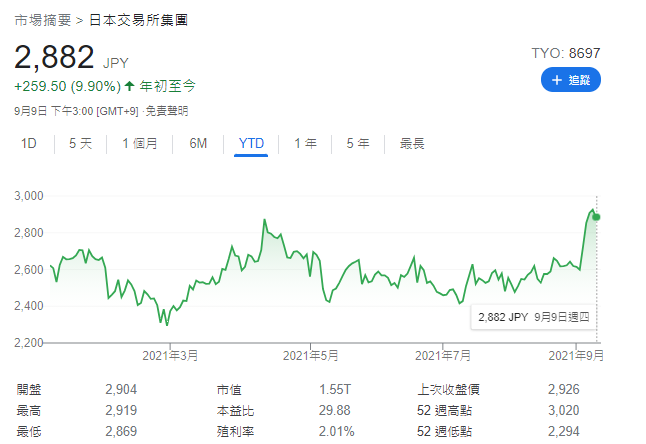 市場摘要 > 日本交易所集團
2,882 JPY
TYO: 8697
+259.50 (9.90%) 年初至今
+ 追蹤
9月9日 下午3:00 [GMT+9] · 免責聲明
1D 5 天 1 個月 6M YTD 1 年 5 年 最長
3,000
2,800
2,600
2,400
2,882 JPY 9月9日週四
2,200
2021年3月 2021年5月 2021年7月 2021年9月
開盤 2,904 市值 1.55T 上次收盤價 2,926
最高 2,919 本益比 29.88 52 週高點 3,020
最低 2,869 殖利率 2.01% 52 週低點 2,294